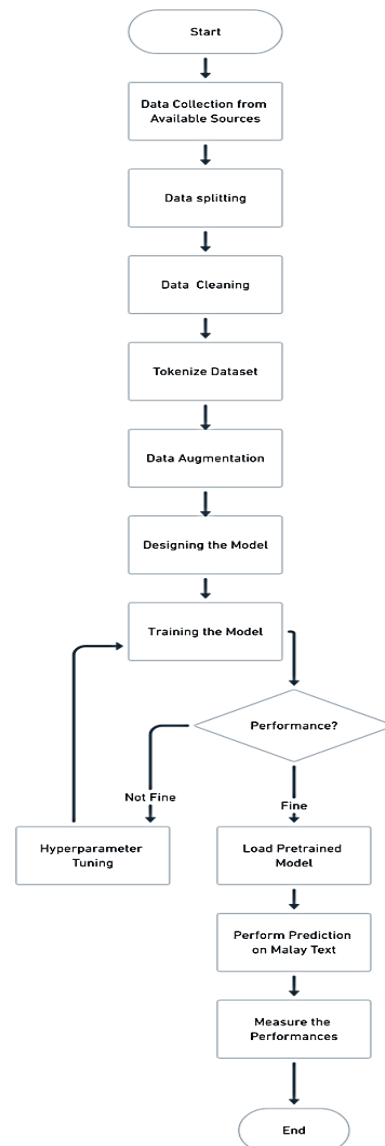 Start
Data Collection from
Available Sources
Data splitting
Data Cleaning
Tokenize Dataset
Data Augmentation
Designing the Model
Training the Model
Performance?
Not Fine
Fine
Hyperparameter
Tuning
Load Pretrained
Model
Perform Prediction
on Malay Text
Measure the
Performances
End